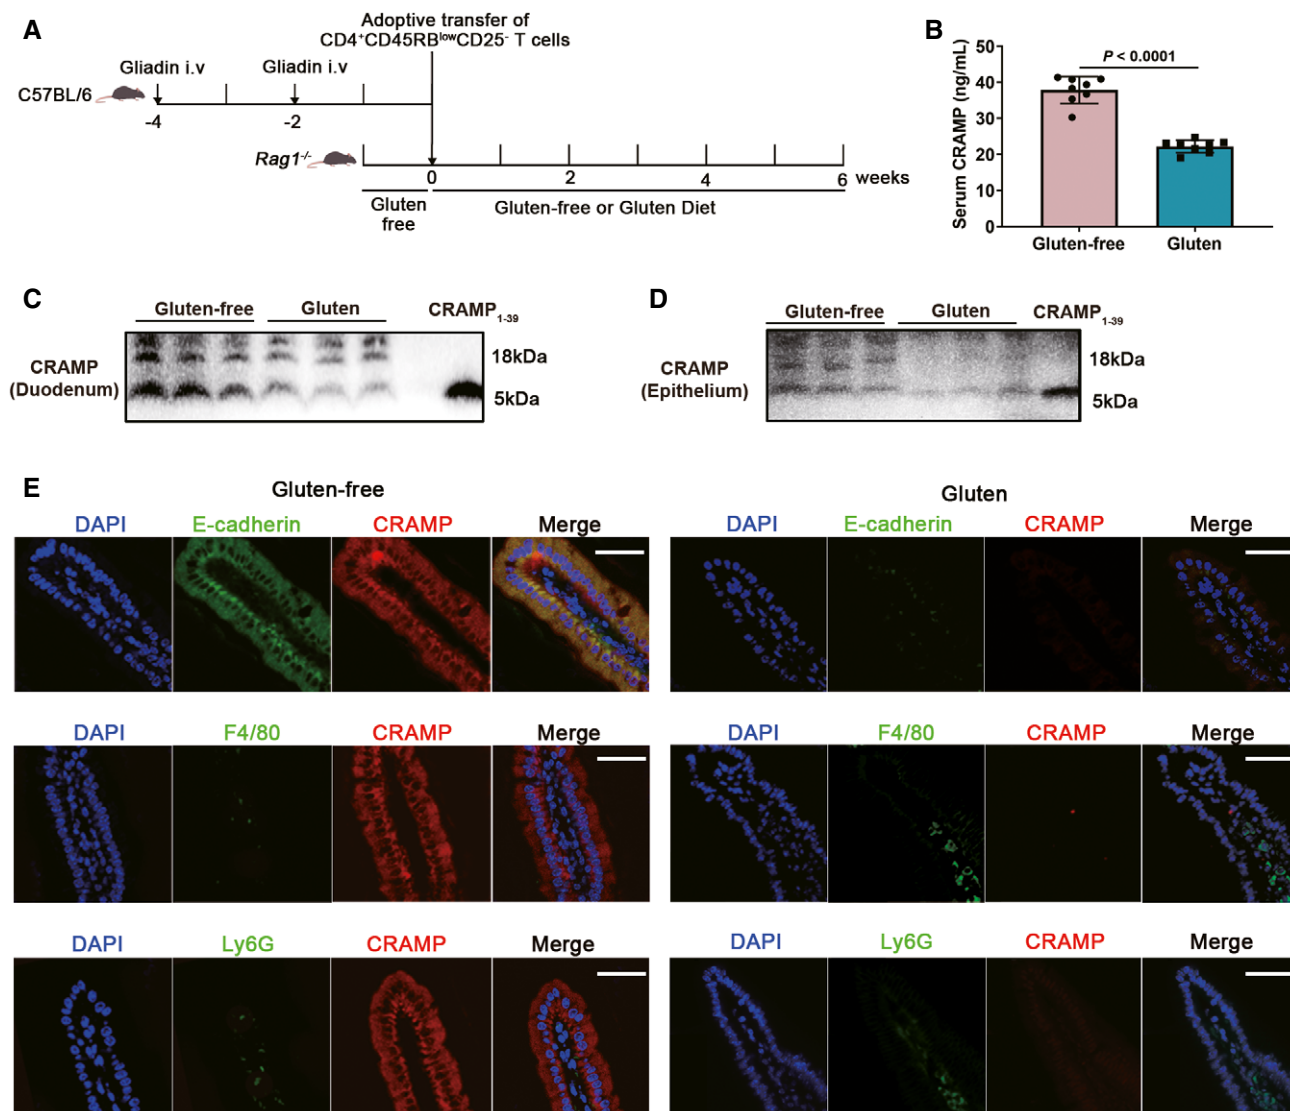 A
Adoptive transfer of
CD4⁺CD45RBˡᵒʷCD25⁻ T cells
Gliadin i.v
Gliadin i.v
C57BL/6
-4
-2
Rag1⁻/⁻
0
2
4
6
weeks
Gluten
free
Gluten-free or Gluten Diet
B
Serum CRAMP (ng/mL)
50
40
30
20
10
0
P < 0.0001
Gluten-free
Gluten
C
Gluten-free
Gluten
CRAMP₁₋₃₉
CRAMP
(Duodenum)
18kDa
5kDa
D
Gluten-free
Gluten
CRAMP₁₋₃₉
CRAMP
(Epithelium)
18kDa
5kDa
E
Gluten-free
Gluten
DAPI E-cadherin CRAMP Merge
DAPI E-cadherin CRAMP Merge
DAPI F4/80 CRAMP Merge
DAPI F4/80 CRAMP Merge
DAPI Ly6G CRAMP Merge
DAPI Ly6G CRAMP Merge